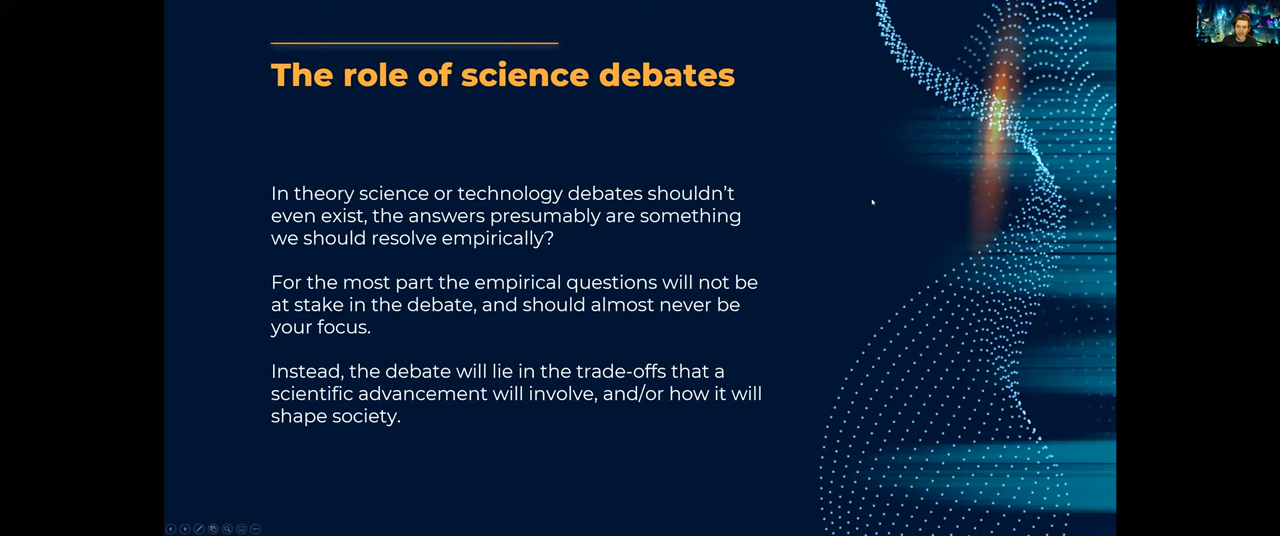 The role of science debates
In theory science or technology debates shouldn't
even exist, the answers presumably are something
we should resolve empirically?
For the most part the empirical questions will not be
at stake in the debate, and should almost never be
your focus.
Instead, the debate will lie in the trade-offs that a
scientific advancement will involve, and/or how it will
shape society.